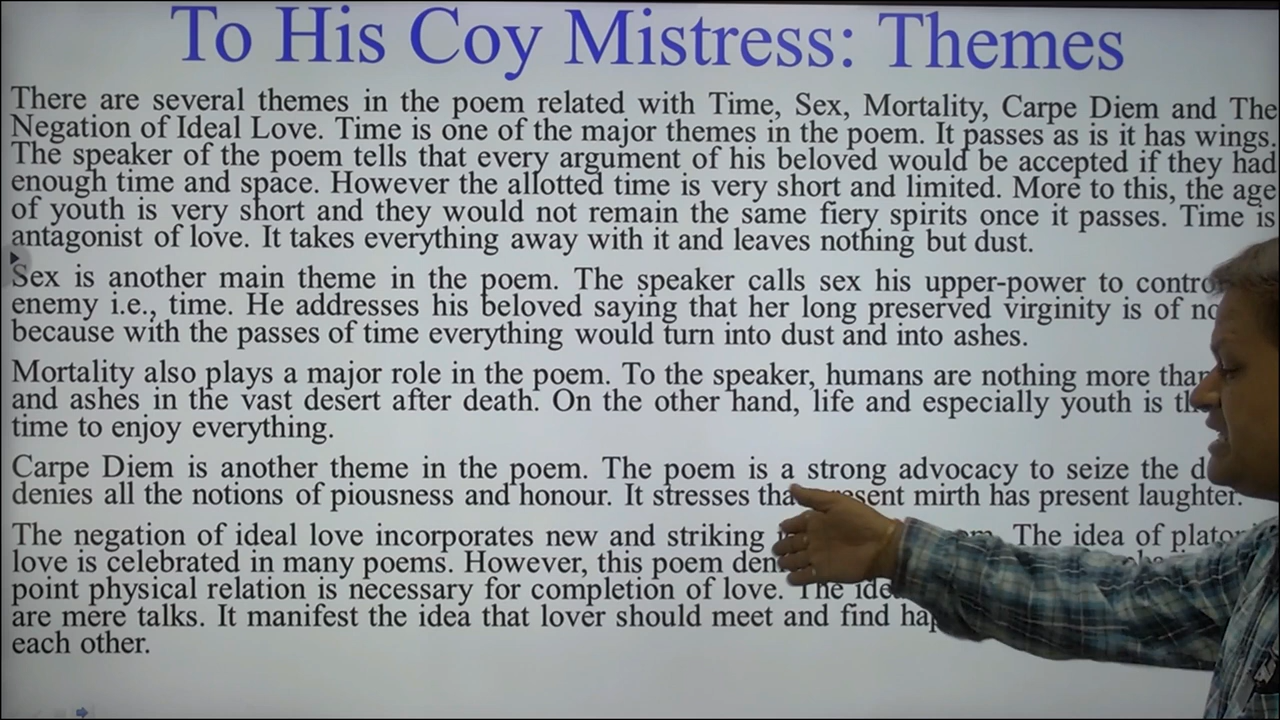 To His Coy Mistress: Themes
There are several themes in the poem related with Time, Sex, Mortality, Carpe Diem and The
Negation of Ideal Love. Time is one of the major themes in the poem. It passes as is it has wings.
The speaker of the poem tells that every argument of his beloved would be accepted if they had
enough time and space. However the allotted time is very short and limited. More to this, the age
of youth is very short and they would not remain the same fiery spirits once it passes. Time is
antagonist of love. It takes everything away with it and leaves nothing but dust.
Sex is another main theme in the poem. The speaker calls sex his upper-power to
enemy i.e., time. He addresses his beloved saying that her long preserved virginity is of
because with the passes of time everything would turn into dust and into ashes.
Mortality also plays a major role in the poem. To the speaker, humans are nothing more than
and ashes in the vast desert after death. On the other hand, life and especially youth is
time to enjoy everything.
Carpe Diem is another theme in the poem. The poem is a strong advocacy to seize the
denies all the notions of piousness and honour. It stresses present mirth has present laughter.
The negation of ideal love incorporates new and striking The idea of
love is celebrated in many poems. However, this poem
point physical relation is necessary for completion of love. The
are mere talks. It manifest the idea that lover should meet and find
each other.